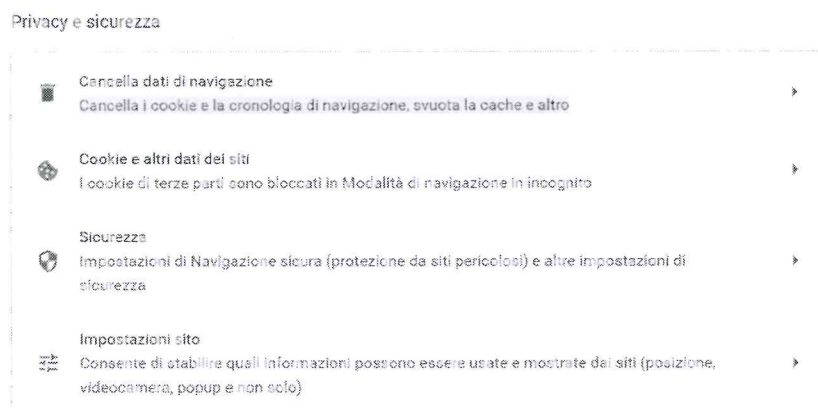 Privacy e sicurezza
Cancella dati di navigazione
Cancella i cookie e la cronologia di navigazione, svuota la cache e altro
Cookie e altri dati dei siti
I cookie di terze parti sono bloccati in Modalità di navigazione in incognito
Sicurezza
Impostazioni di Navigazione sicura (protezione da siti pericolosi) e altre impostazioni di
sicurezza
Impostazioni sito
Consente di stabilire quali informazioni possono essere usate e mostrate dai siti (posizione,
videocamera, popup e non solo)